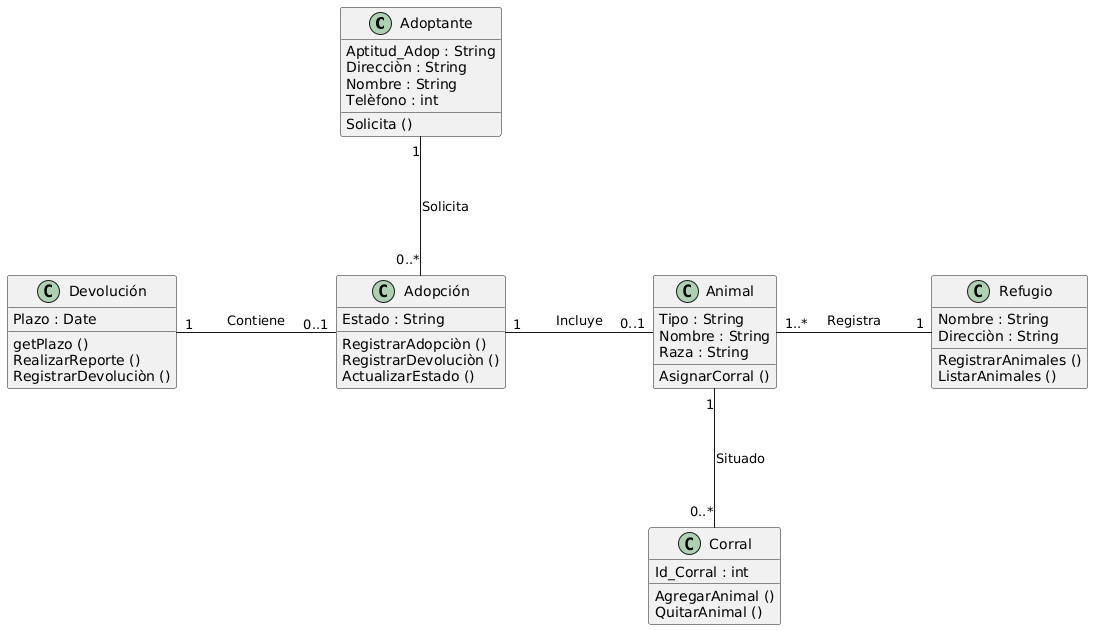 C Adoptante
Aptitud_Adop : String
Direcciòn : String
Nombre : String
Telèfono : int
Solicita ()
1
Solicita
0..*
C Devolución
Plazo : Date
getPlazo ()
RealizarReporte ()
RegistrarDevoluciòn ()
1 Contiene 0..1
C Adopción
Estado : String
RegistrarAdopciòn ()
RegistrarDevoluciòn ()
ActualizarEstado ()
1 Incluye 0..1
C Animal
Tipo : String
Nombre : String
Raza : String
AsignarCorral ()
1..* Registra 1
C Refugio
Nombre : String
Direcciòn : String
RegistrarAnimales ()
ListarAnimales ()
1
Situado
0..*
C Corral
Id_Corral : int
AgregarAnimal ()
QuitarAnimal ()